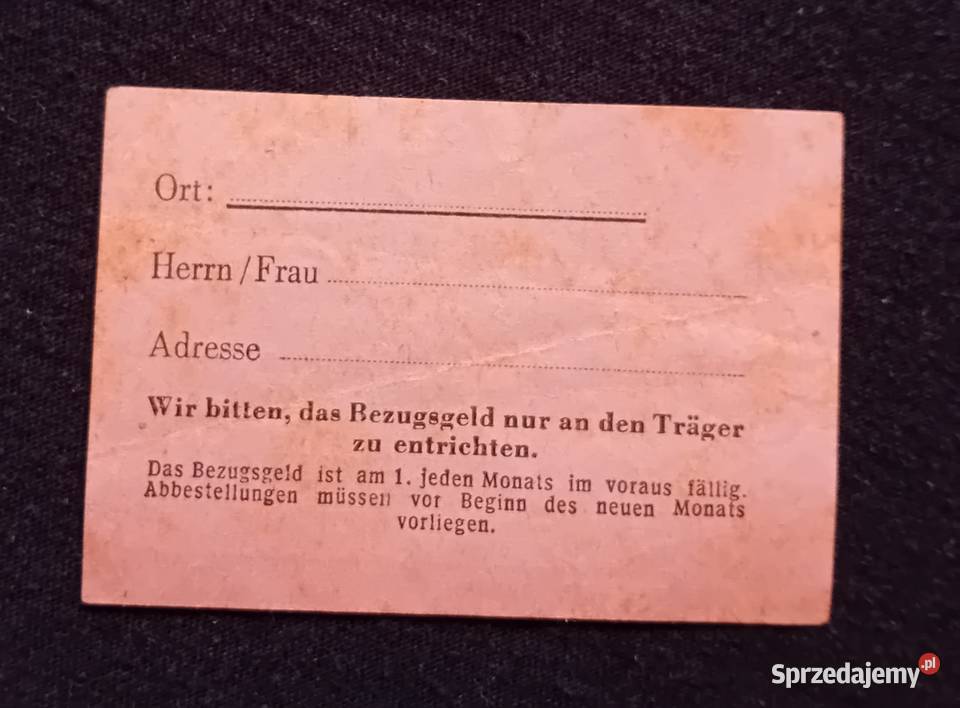 Ort:
Herrn/Frau
Adresse
Wir bitten, das Bezugsgeld nur an den Träger
zu entrichten.
Das Bezugsgeld ist am 1. jeden Monats im voraus fällig.
Abbestellungen müssen vor Beginn des neuen Monats
vorliegen.
Sprzedajemy.pl